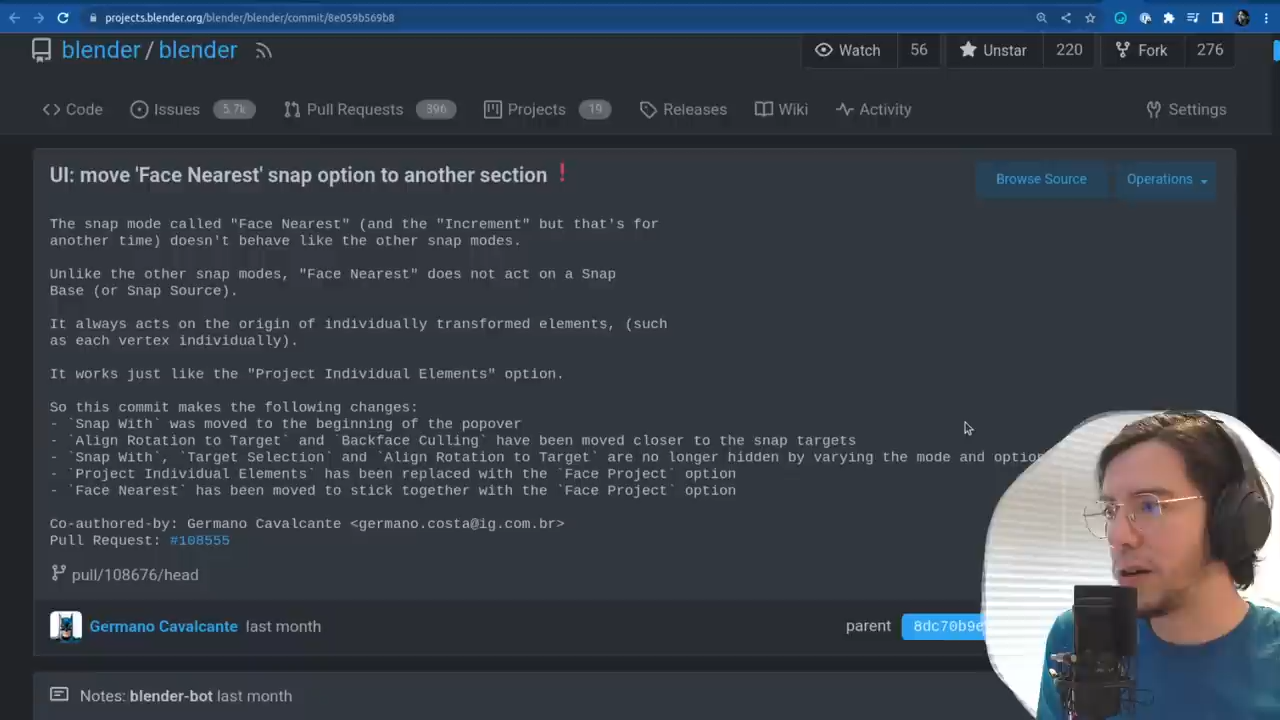 projects.blender.org/blender/blender/commit/8e059b569b8
blender / blender
Watch 56 Unstar 220 Fork 276
Code Issues 5.7k Pull Requests 396 Projects 19 Releases Wiki Activity Settings
UI: move 'Face Nearest' snap option to another section ❗
Browse Source Operations
The snap mode called "Face Nearest" (and the "Increment" but that's for
another time) doesn't behave like the other snap modes.
Unlike the other snap modes, "Face Nearest" does not act on a Snap
Base (or Snap Source).
It always acts on the origin of individually transformed elements, (such
as each vertex individually).
It works just like the "Project Individual Elements" option.
So this commit makes the following changes:
- `Snap With` was moved to the beginning of the popover
- `Align Rotation to Target` and `Backface Culling` have been moved closer to the snap targets
- `Snap With`, `Target Selection` and `Align Rotation to Target` are no longer hidden by varying the mode and option
- `Project Individual Elements` has been replaced with the `Face Project` option
- `Face Nearest` has been moved to stick together with the `Face Project` option
Co-authored-by: Germano Cavalcante <germano.costa@ig.com.br>
Pull Request: #108555
pull/108676/head
Germano Cavalcante last month
parent 8dc70b9e
Notes: blender-bot last month